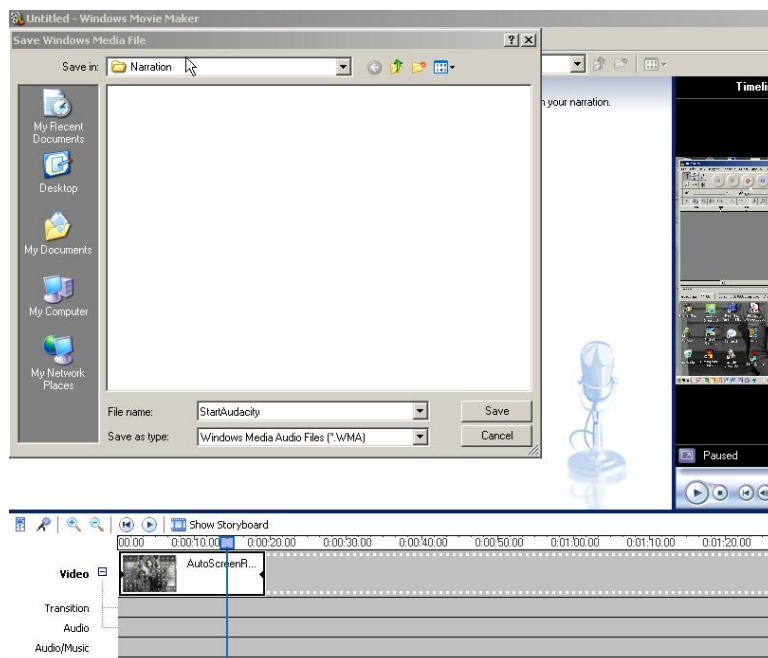 Untitled - Windows Movie Maker
Save Windows Media File
Save in: Narration
My Recent
Documents
Desktop
My Documents
My Computer
My Network
Places
File name: StartAudacity Save
Save as type: Windows Media Audio Files (*.WMA) Cancel
your narration.
Timeli
Paused
Show Storyboard
00.00 0:00:10.00 0:00:20.00 0:00:30.00 0:00:40.00 0:00:50.00 0:01:00.00 0:01:10.00 0:01:20.00
Video AutoScreenR...
Transition
Audio
Audio/Music